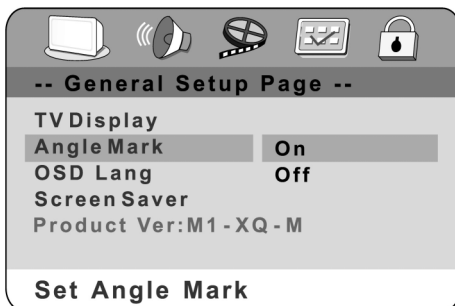 -- General Setup Page --
TV Display
Angle Mark On
OSD Lang Off
Screen Saver
Product Ver:M1-XQ-M
Set Angle Mark